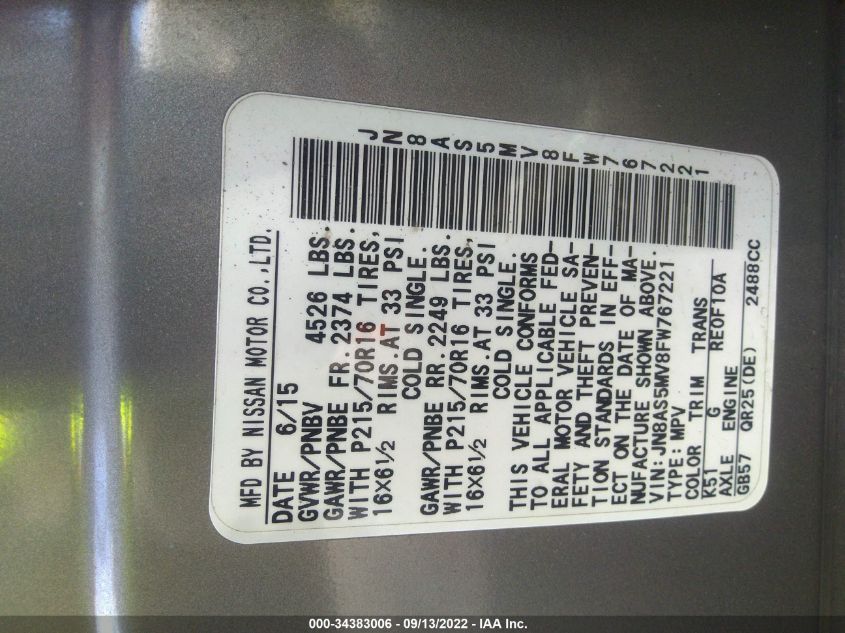 JN8AS5MV8FW767221
MFD BY NISSAN MOTOR CO.,LTD.
DATE 6/15
GVWR/PNBV 4526 LBS.
GAWR/PNBE FR.2374 LBS.
WITH P215/70R16 TIRES,
16X6½ RIMS.AT 33 PSI
COLD SINGLE.
GAWR/PNBE RR.2249 LBS.
WITH P215/70R16 TIRES,
16X6½ RIMS.AT 33 PSI
COLD SINGLE.
THIS VEHICLE CONFORMS
TO ALL APPLICABLE FED-
ERAL MOTOR VEHICLE SA-
FETY AND THEFT PREVEN-
TION STANDARDS IN EFF-
ECT ON THE DATE OF MA-
NUFACTURE SHOWN ABOVE.
VIN:JN8AS5MV8FW767221
TYPE:MPV
COLOR TRIM TRANS
K51 G RE0F10A
AXLE ENGINE
GB57 QR25(DE) 2488CC
000-34383006 - 09/13/2022 - IAA Inc.